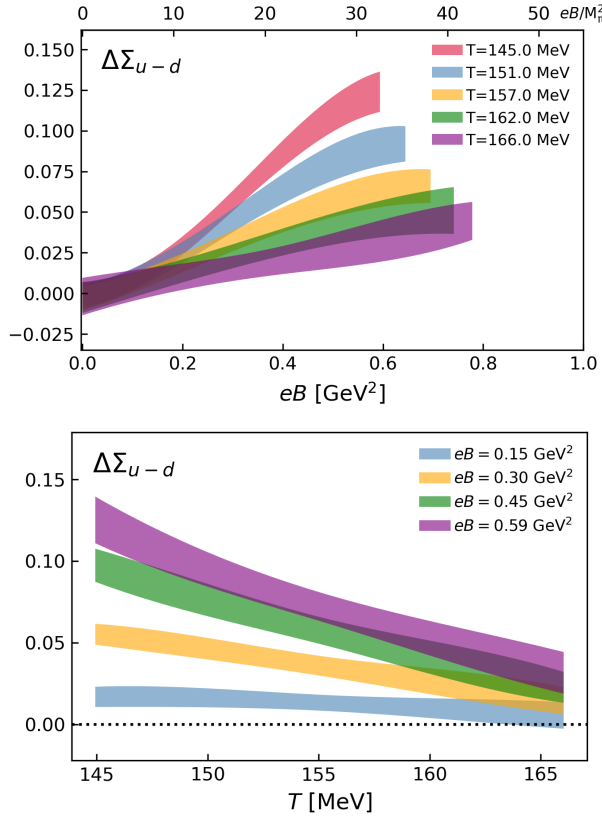 0 10 20 30 40 50 eB/M²π
ΔΣu−d
T=145.0 MeV
T=151.0 MeV
T=157.0 MeV
T=162.0 MeV
T=166.0 MeV
0.150
0.125
0.100
0.075
0.050
0.025
0.000
−0.025
0.0 0.2 0.4 0.6 0.8 1.0
eB [GeV²]
ΔΣu−d
eB = 0.15 GeV²
eB = 0.30 GeV²
eB = 0.45 GeV²
eB = 0.59 GeV²
0.15
0.10
0.05
0.00
145 150 155 160 165
T [MeV]